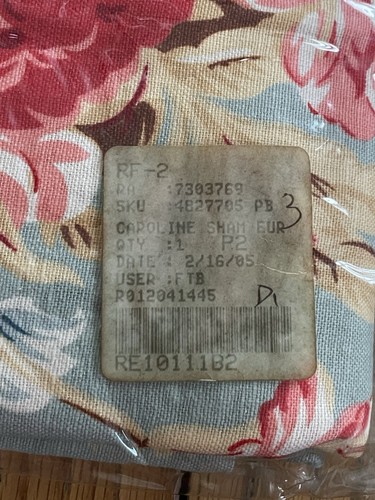 RF-2
RA :7303769
SKU :4827705 PB 3
CAROLINE SHAM EUR
QTY :1 P2
DATE : 2/16/05
USER :FTB
R012041445
D1
RE10111B2